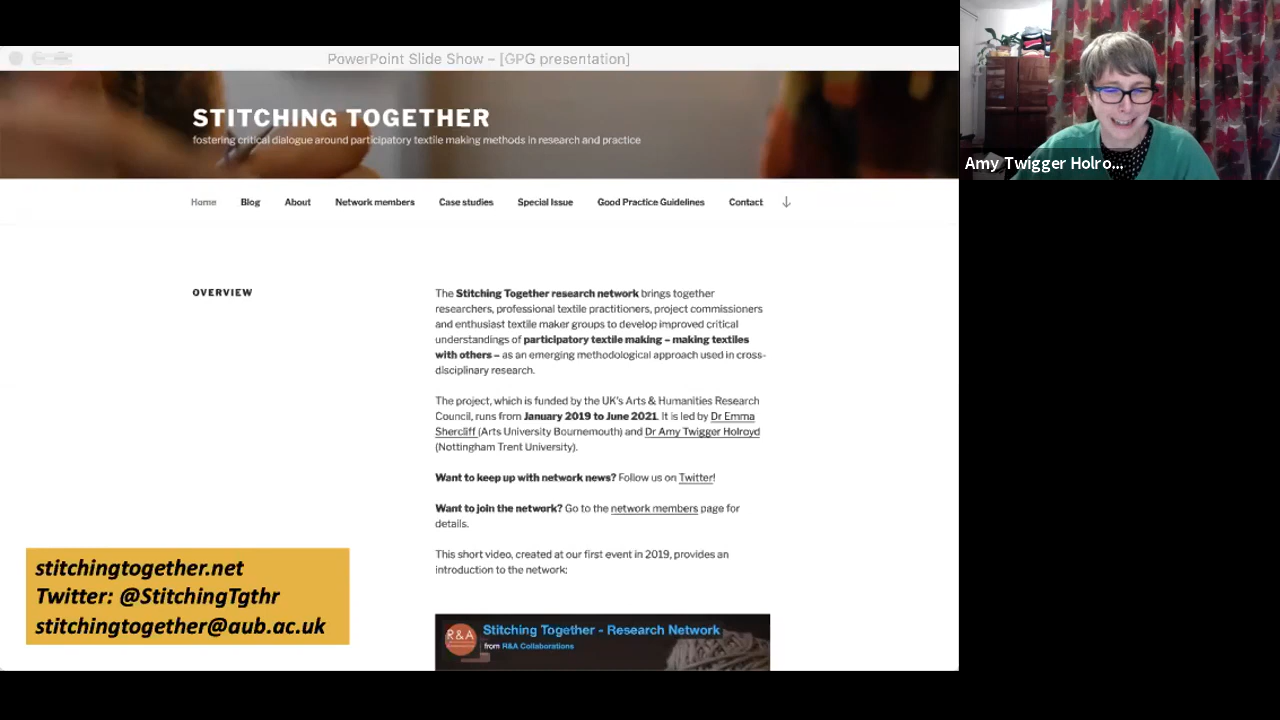 PowerPoint Slide Show – [GPG presentation]
STITCHING TOGETHER
fostering critical dialogue around participatory textile making methods in research and practice
Home Blog About Network members Case studies Special Issue Good Practice Guidelines Contact
OVERVIEW
The Stitching Together research network brings together
researchers, professional textile practitioners, project commissioners
and enthusiast textile maker groups to develop improved critical
understandings of participatory textile making – making textiles
with others – as an emerging methodological approach used in cross-
disciplinary research.
The project, which is funded by the UK's Arts & Humanities Research
Council, runs from January 2019 to June 2021. It is led by Dr Emma
Shercliff (Arts University Bournemouth) and Dr Amy Twigger Holroyd
(Nottingham Trent University).
Want to keep up with network news? Follow us on Twitter!
Want to join the network? Go to the network members page for
details.
This short video, created at our first event in 2019, provides an
introduction to the network:
R&A
Stitching Together - Research Network
from R&A Collaborations
stitchingtogether.net
Twitter: @StitchingTgthr
stitchingtogether@aub.ac.uk
Amy Twigger Holro...